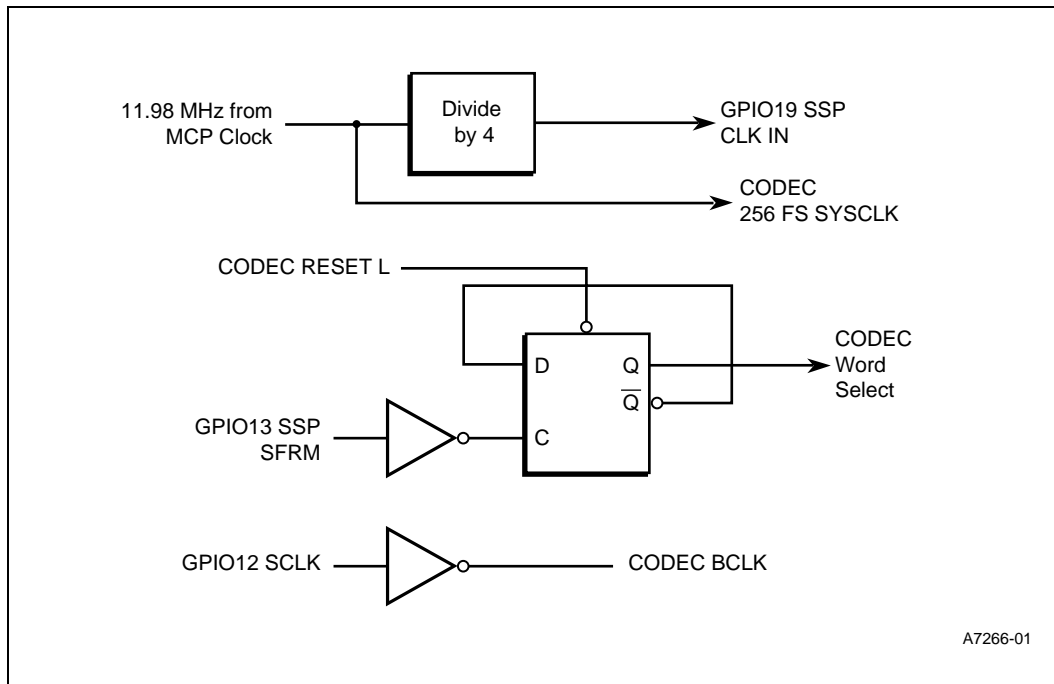 11.98 MHz from
MCP Clock
Divide
by 4
GPIO19 SSP
CLK IN
CODEC
256 FS SYSCLK
CODEC RESET L
D
Q
Q
C
CODEC
Word
Select
GPIO13 SSP
SFRM
GPIO12 SCLK
CODEC BCLK
A7266-01